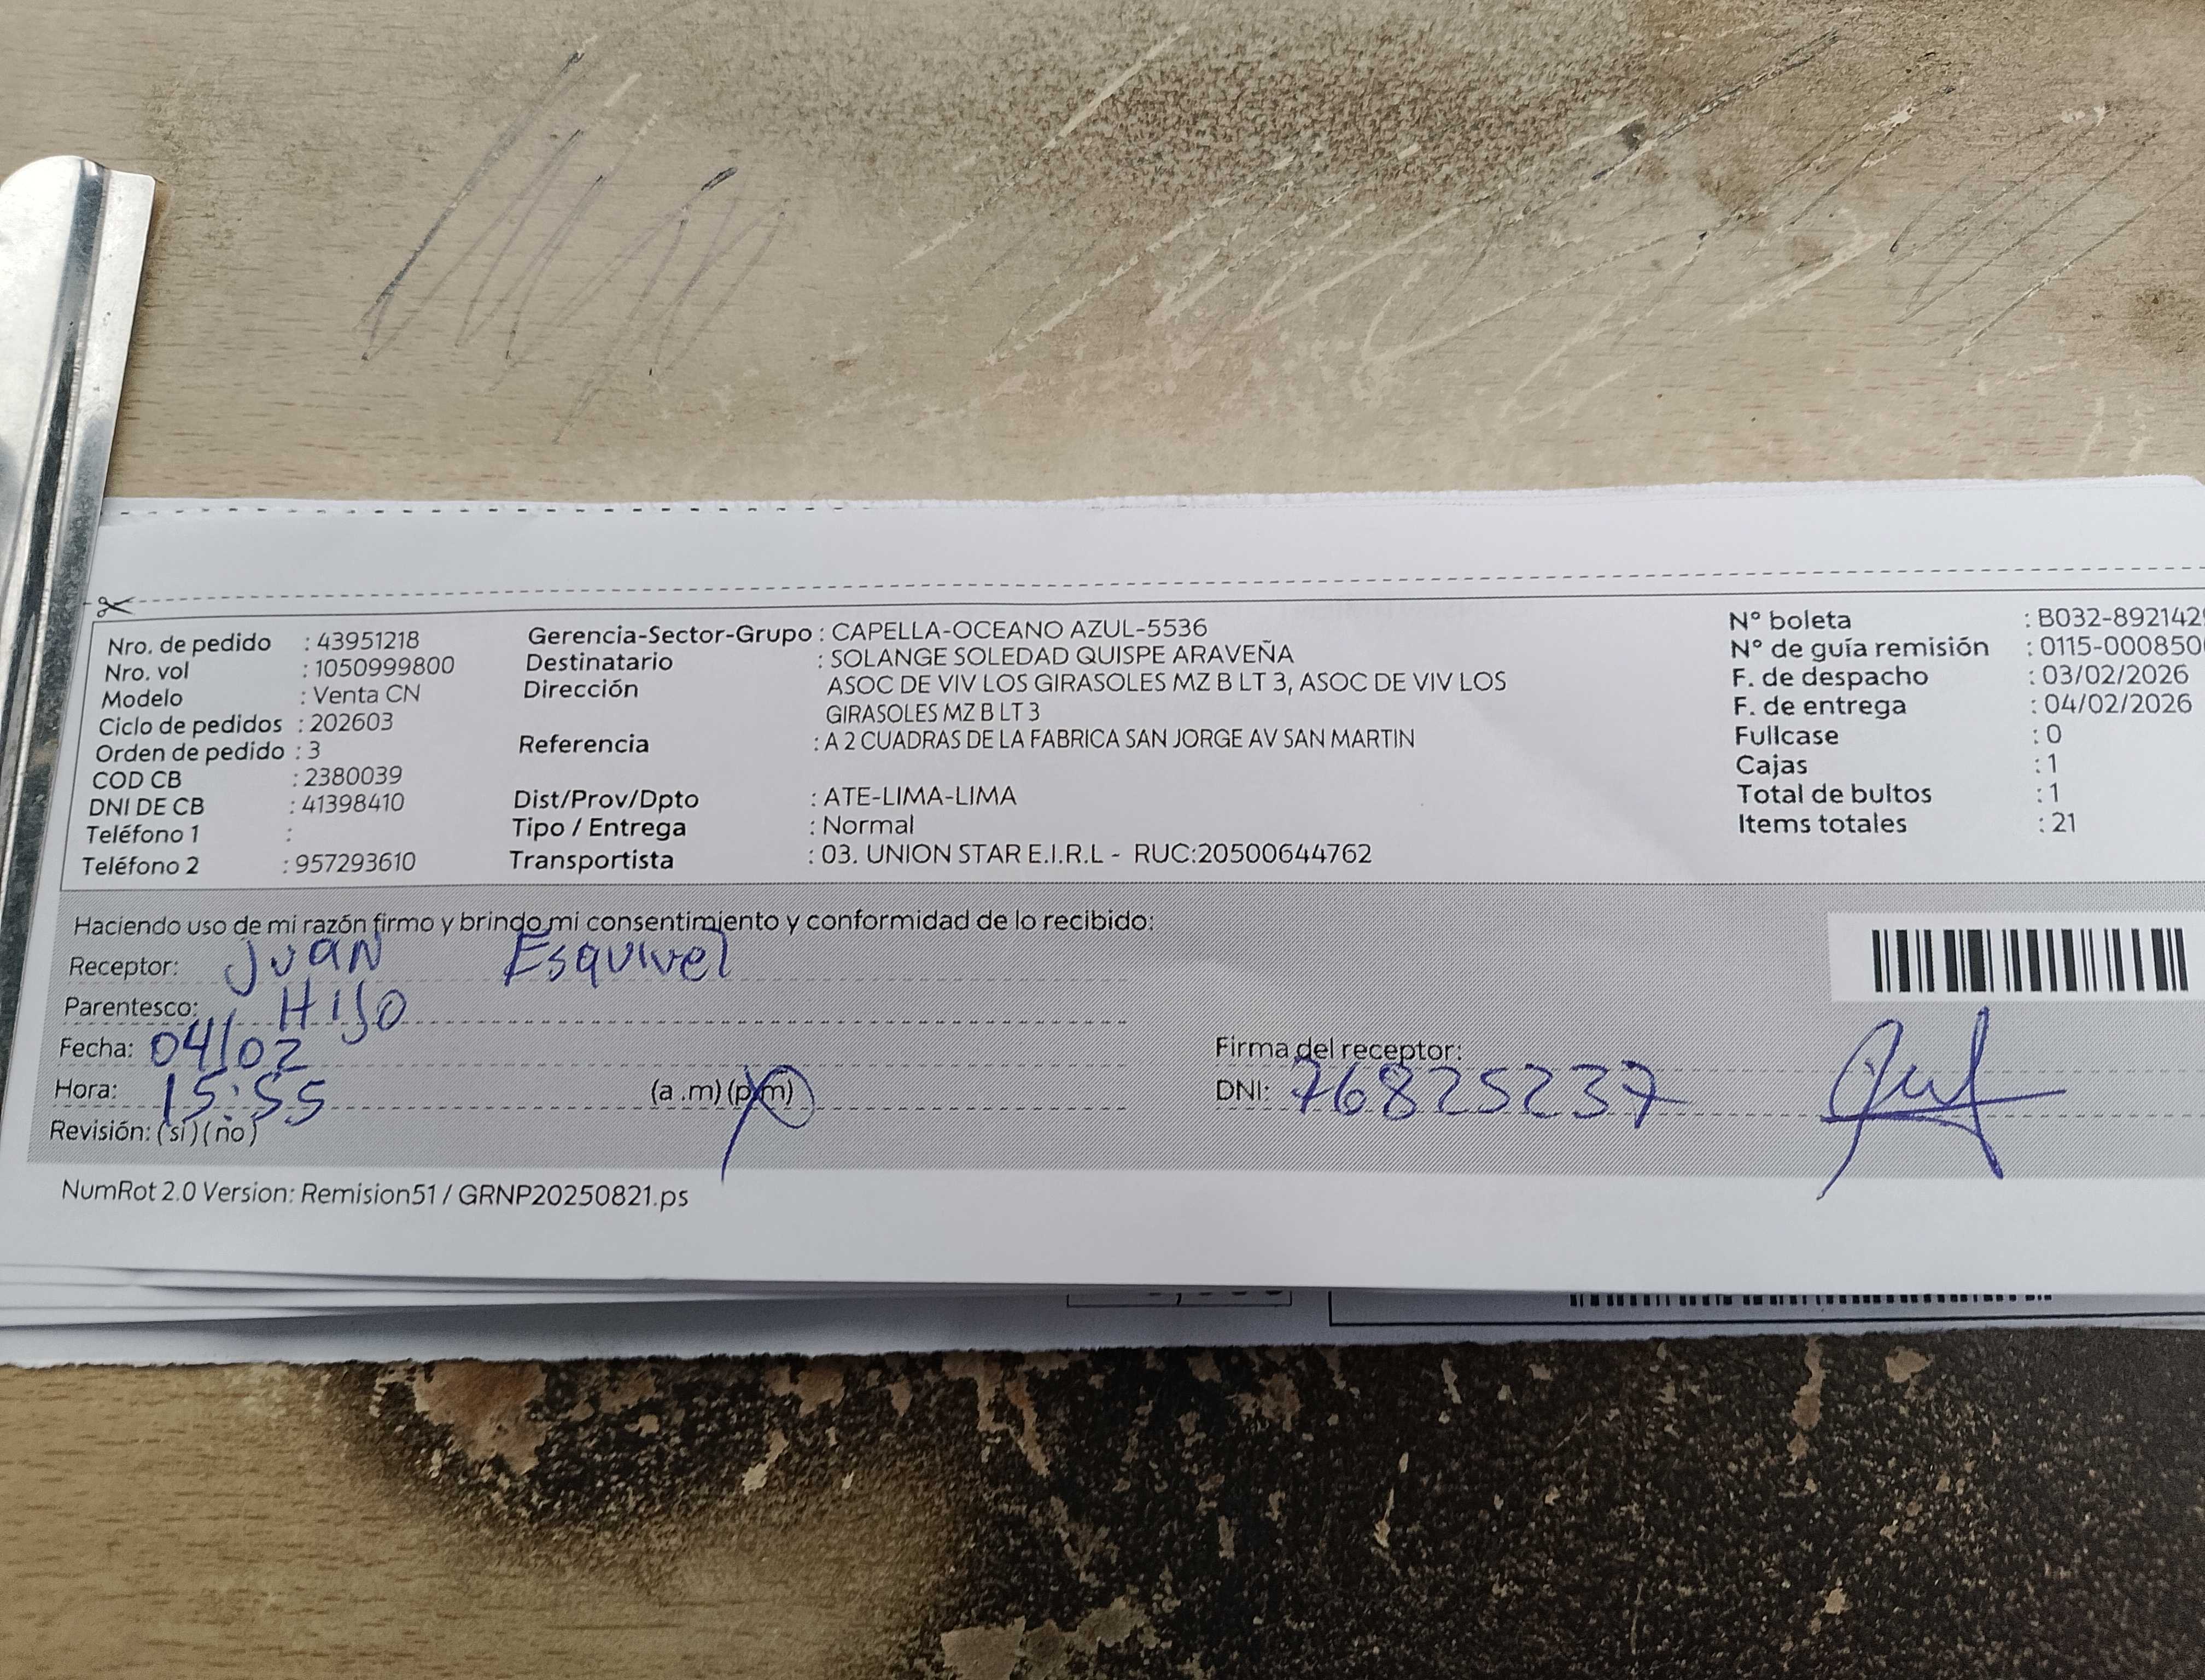 Nro. de pedido : 43951218
Nro. vol : 1050999800
Modelo : Venta CN
Ciclo de pedidos : 202603
Orden de pedido : 3
COD CB : 2380039
DNI DE CB : 41398410
Teléfono 1 :
Teléfono 2 : 957293610
Gerencia-Sector-Grupo : CAPELLA-OCEANO AZUL-5536
Destinatario : SOLANGE SOLEDAD QUISPE ARAVEÑA
Dirección ASOC DE VIV LOS GIRASOLES MZ B LT 3, ASOC DE VIV LOS
GIRASOLES MZ B LT 3
Referencia : A 2 CUADRAS DE LA FABRICA SAN JORGE AV SAN MARTIN
Dist/Prov/Dpto : ATE-LIMA-LIMA
Tipo / Entrega : Normal
Transportista : 03. UNION STAR E.I.R.L - RUC:20500644762
N° boleta : B032-892142
N° de guía remisión : 0115-000850
F. de despacho : 03/02/2026
F. de entrega : 04/02/2026
Fullcase : 0
Cajas : 1
Total de bultos : 1
Items totales : 21
Haciendo uso de mi razón firmo y brindo mi consentimiento y conformidad de lo recibido:
Receptor: Juan Esquivel
Parentesco: Hijo
Fecha: 04/02
Hora: 15:55 (a .m) (p.m)
Revisión: (si) (no)
Firma del receptor:
DNI: 76825237
NumRot 2.0 Version: Remision51 / GRNP20250821.ps